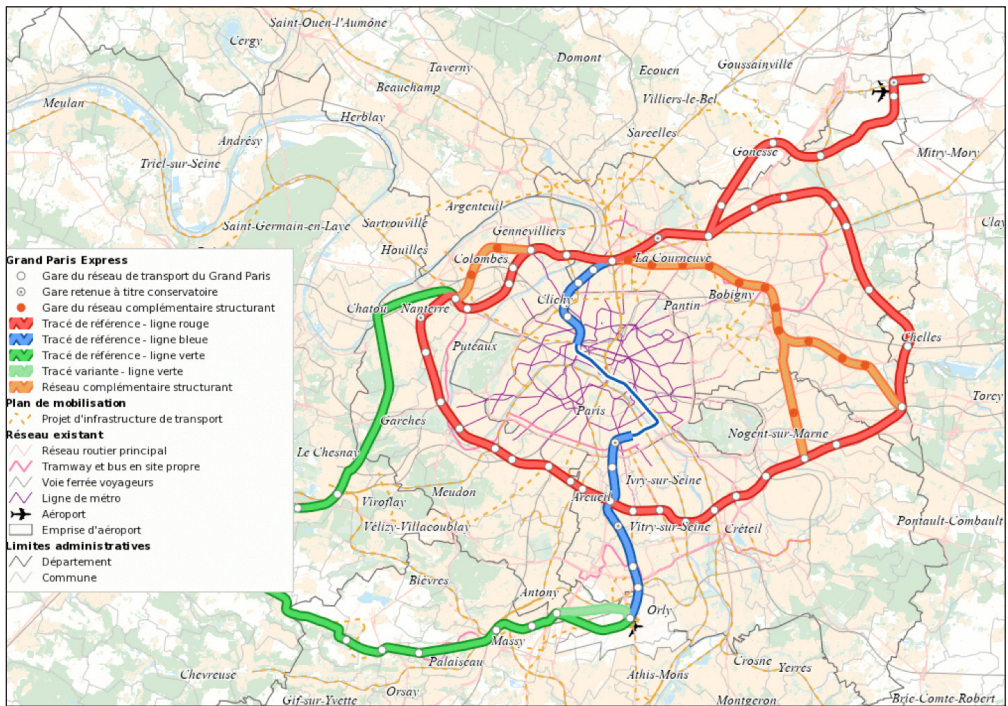 Saint-Ouen-l'Aumône
Cergy
Domont
Ecouen
Goussainville
Taverny
Beauchamp
Villiers-le-Bel
Meulan
Herblay
Sarcelles
Andrésy
Gonesse
Mitry-Mory
Triel-sur-Seine
Argenteuil
Saint-Germain-en-Laye
Sartrouville
Gennevilliers
Houilles
Colombes
La Courneuve
Bobigny
Clichy
Pantin
Chatou
Nanterre
Chelles
Puteaux
Torcy
Paris
Garches
Nogent-sur-Marne
Le Chesnay
Ivry-sur-Seine
Meudon
Arcueil
Viroflay
Vitry-sur-Seine
Créteil
Pontault-Combault
Vélizy-Villacoublay
Bièvres
Antony
Orly
Massy
Palaiseau
Crosne
Yerres
Chevreuse
Athis-Mons
Orsay
Gif-sur-Yvette
Montgeron
Brie-Comte-Robert
Grand Paris Express
Gare du réseau de transport du Grand Paris
Gare retenue à titre conservatoire
Gare du réseau complémentaire structurant
Tracé de référence - ligne rouge
Tracé de référence - ligne bleue
Tracé de référence - ligne verte
Tracé variante - ligne verte
Réseau complémentaire structurant
Plan de mobilisation
Projet d'infrastructure de transport
Réseau existant
Réseau routier principal
Tramway et bus en site propre
Voie ferrée voyageurs
Ligne de métro
Aéroport
Emprise d'aéroport
Limites administratives
Département
Commune